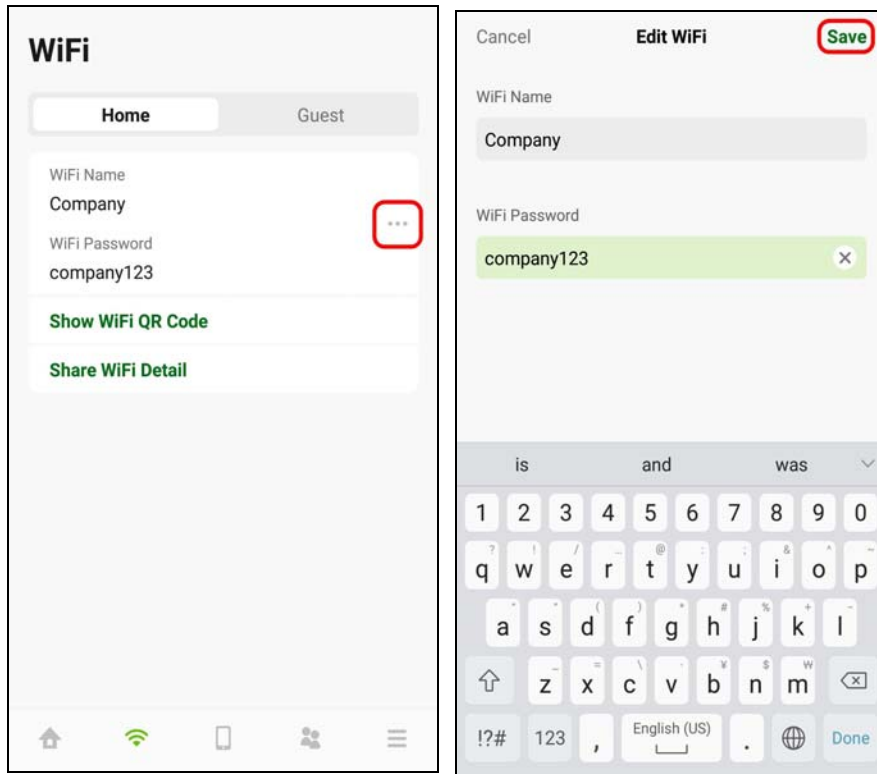 WiFi
Home Guest
WiFi Name
Company
...
WiFi Password
company123
Show WiFi QR Code
Share WiFi Detail
Cancel Edit WiFi Save
WiFi Name
Company
WiFi Password
company123
is and was
1 2 3 4 5 6 7 8 9 0
q w e r t y u i o p
a s d f g h j k l
z x c v b n m
!?# 123 , English (US) . Done